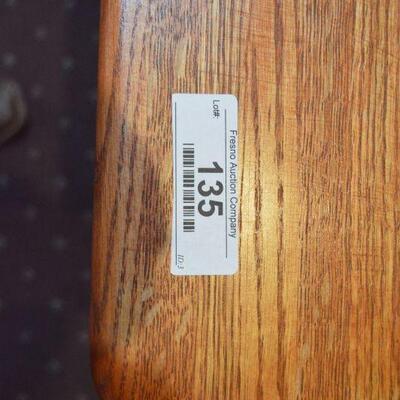 Fresno Auction Company
Lot#:
135
ID:3